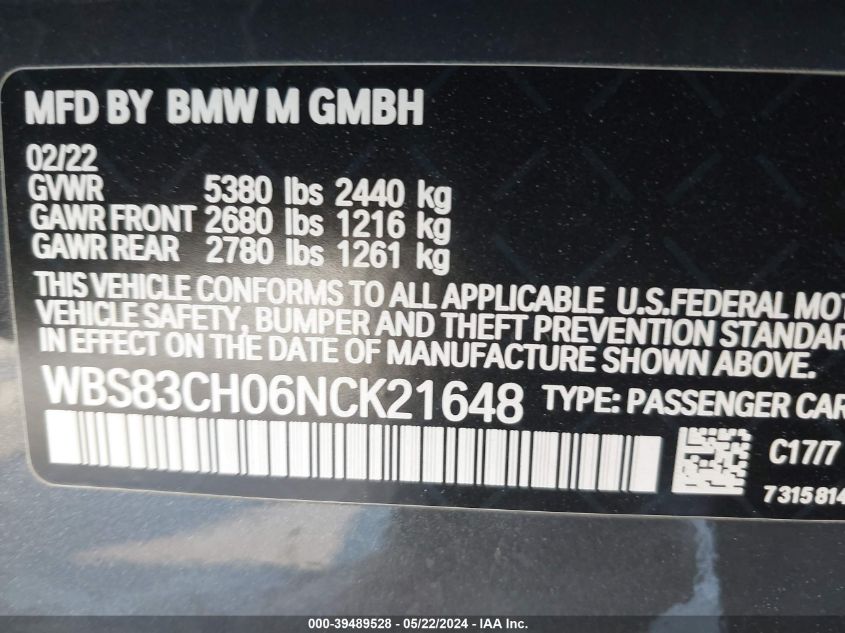 MFD BY BMW M GMBH
02/22
GVWR 5380 lbs 2440 kg
GAWR FRONT 2680 lbs 1216 kg
GAWR REAR 2780 lbs 1261 kg
THIS VEHICLE CONFORMS TO ALL APPLICABLE U.S.FEDERAL MOT
VEHICLE SAFETY, BUMPER AND THEFT PREVENTION STANDAR
IN EFFECT ON THE DATE OF MANUFACTURE SHOWN ABOVE.
WBS83CH06NCK21648 TYPE: PASSENGER CAR
C17/7
7315814
000-39489528 - 05/22/2024 - IAA Inc.